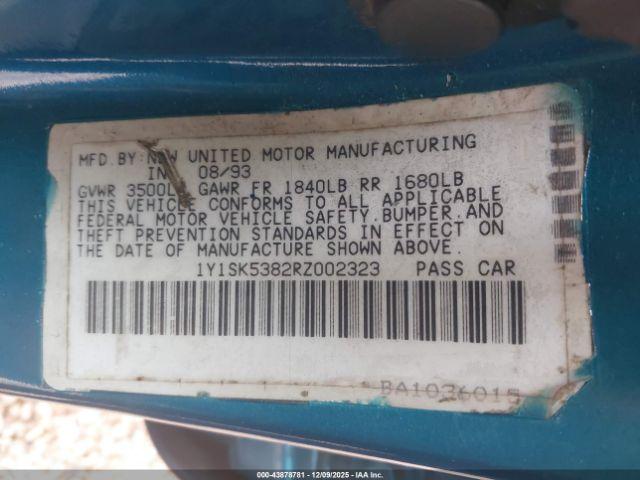 MFD.BY:NEW UNITED MOTOR MANUFACTURING
INC 08/93
GVWR 3500LB GAWR FR 1840LB RR 1680LB
THIS VEHICLE CONFORMS TO ALL APPLICABLE
FEDERAL MOTOR VEHICLE SAFETY.BUMPER.AND
THEFT PREVENTION STANDARDS IN EFFECT ON
THE DATE OF MANUFACTURE SHOWN ABOVE.
1Y1SK5382RZ002323 PASS CAR
BA1036015
00-43878781 - 12/09/2025 - © IAA Inc.